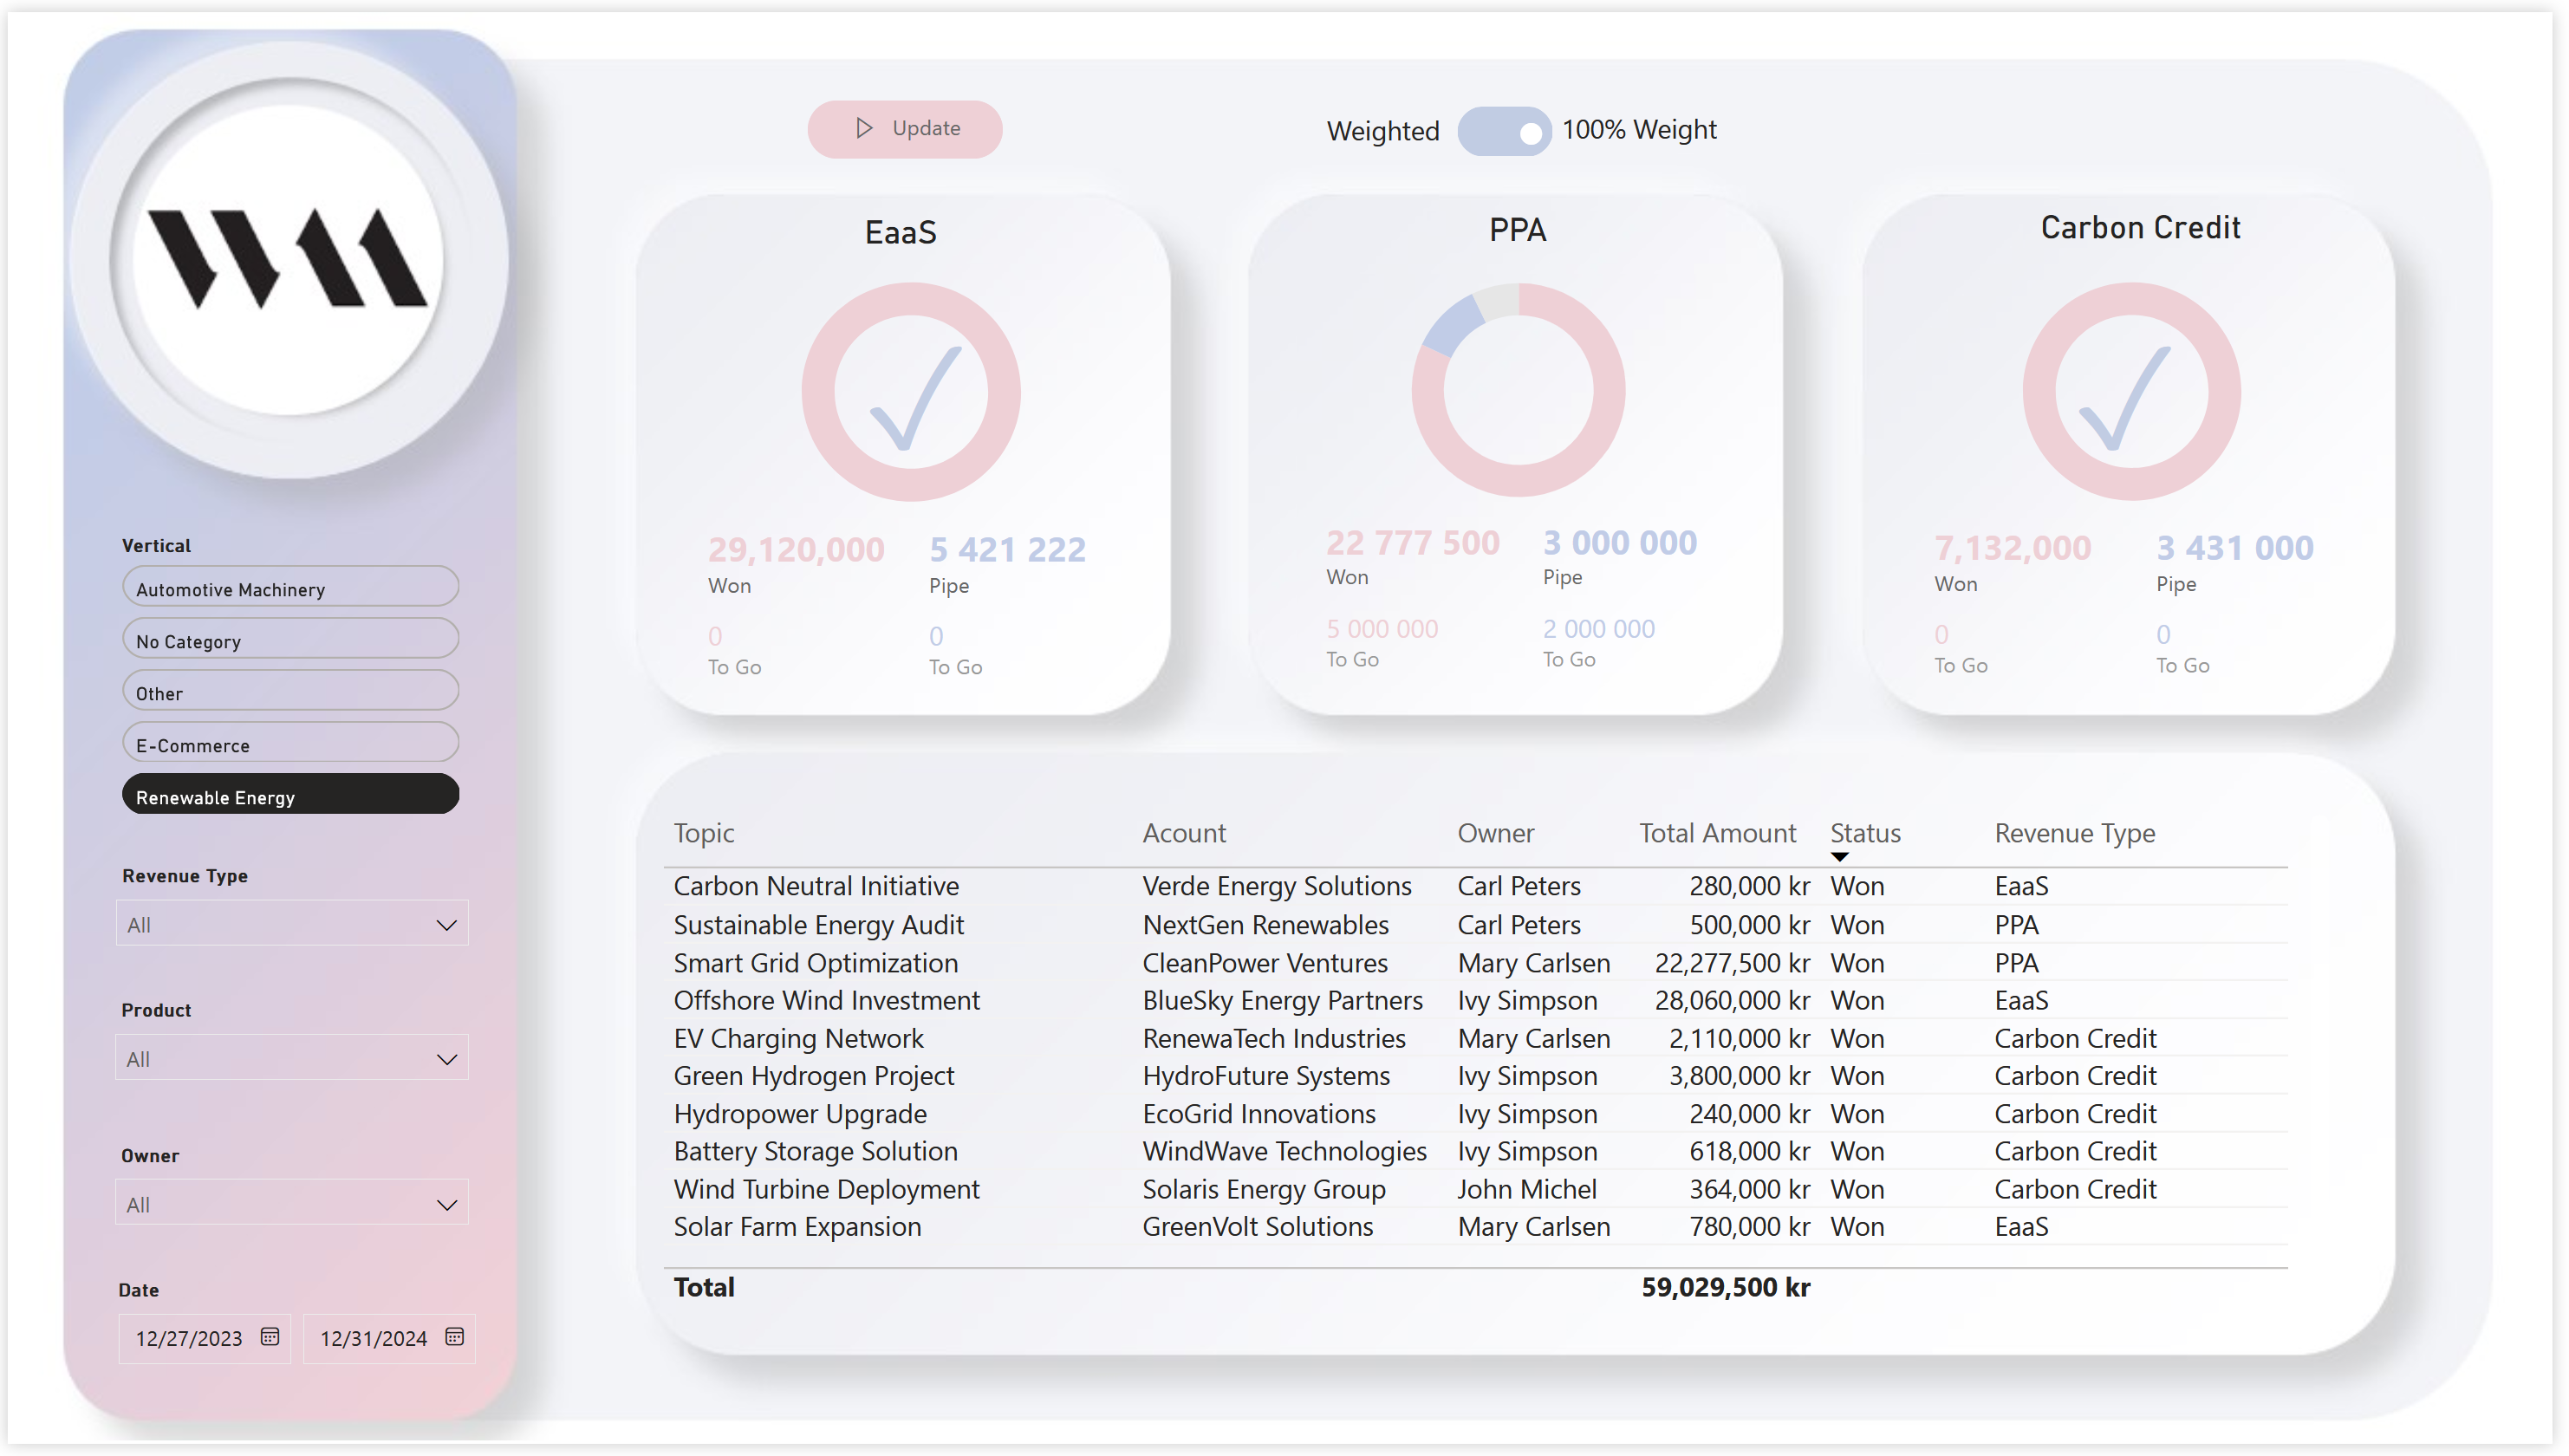 WM
Vertical
Automotive Machinery
No Category
Other
E-Commerce
Renewable Energy
Revenue Type
All
Product
All
Owner
All
Date
12/27/2023 12/31/2024
Update
Weighted 100% Weight
EaaS
29,120,000 5 421 222
Won Pipe
0 0
To Go To Go
PPA
22 777 500 3 000 000
Won Pipe
5 000 000 2 000 000
To Go To Go
Carbon Credit
7,132,000 3 431 000
Won Pipe
0 0
To Go To Go
Topic Acount Owner Total Amount Status Revenue Type
Carbon Neutral Initiative Verde Energy Solutions Carl Peters 280,000 kr Won EaaS
Sustainable Energy Audit NextGen Renewables Carl Peters 500,000 kr Won PPA
Smart Grid Optimization CleanPower Ventures Mary Carlsen 22,277,500 kr Won PPA
Offshore Wind Investment BlueSky Energy Partners Ivy Simpson 28,060,000 kr Won EaaS
EV Charging Network RenewaTech Industries Mary Carlsen 2,110,000 kr Won Carbon Credit
Green Hydrogen Project HydroFuture Systems Ivy Simpson 3,800,000 kr Won Carbon Credit
Hydropower Upgrade EcoGrid Innovations Ivy Simpson 240,000 kr Won Carbon Credit
Battery Storage Solution WindWave Technologies Ivy Simpson 618,000 kr Won Carbon Credit
Wind Turbine Deployment Solaris Energy Group John Michel 364,000 kr Won Carbon Credit
Solar Farm Expansion GreenVolt Solutions Mary Carlsen 780,000 kr Won EaaS
Total 59,029,500 kr